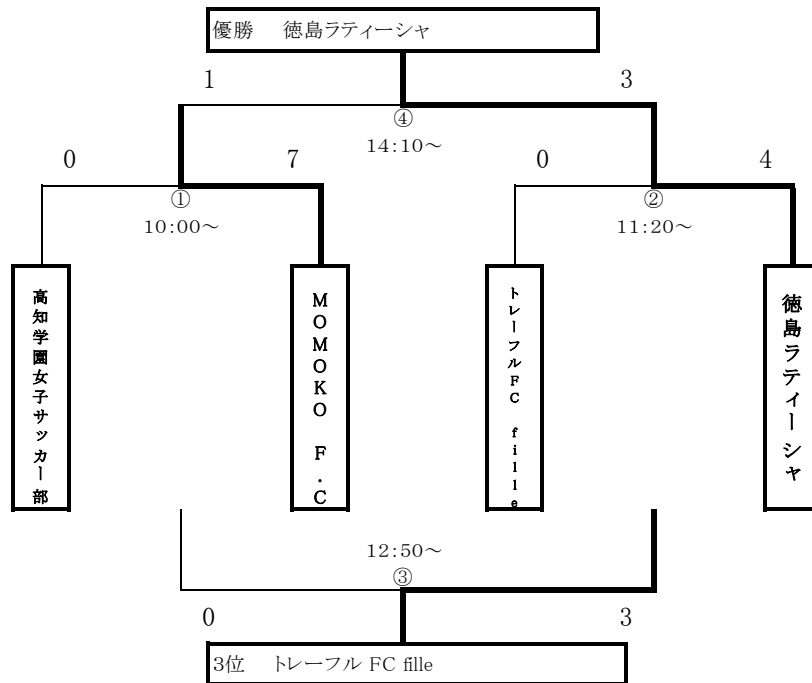 優勝 徳島ラティーシャ
1 3
④
14:10～
0 7 0 4
① ②
10:00～ 11:20～
高知学園女子サッカー部
MOMOKO F.C
トレーフルFC fille
徳島ラティーシャ
12:50～
③
0 3
3位 トレーフル FC fille